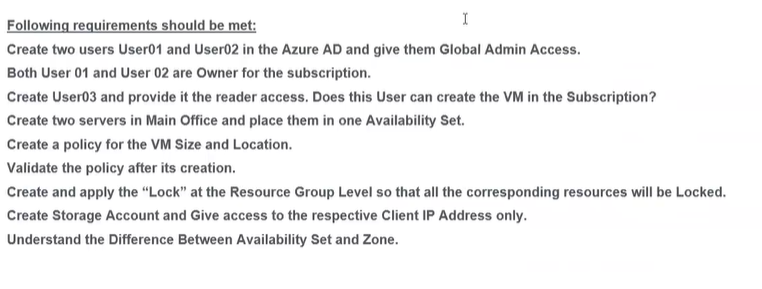 Following requirements should be met:
Create two users User01 and User02 in the Azure AD and give them Global Admin Access.
Both User 01 and User 02 are Owner for the subscription.
Create User03 and provide it the reader access. Does this User can create the VM in the Subscription?
Create two servers in Main Office and place them in one Availability Set.
Create a policy for the VM Size and Location.
Validate the policy after its creation.
Create and apply the “Lock” at the Resource Group Level so that all the corresponding resources will be Locked.
Create Storage Account and Give access to the respective Client IP Address only.
Understand the Difference Between Availability Set and Zone.